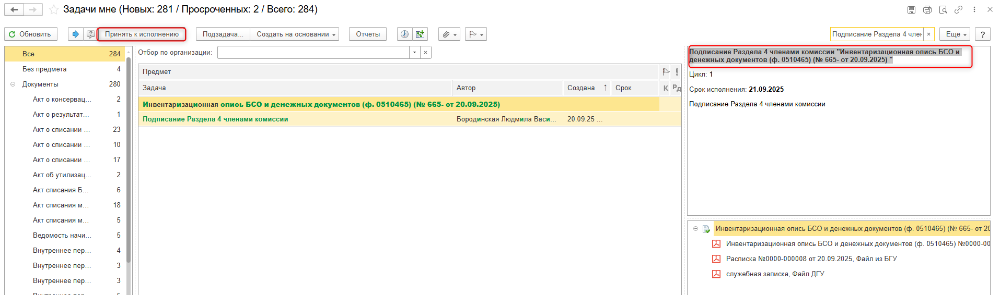 Задачи мне (Новых: 281 / Просроченных: 2 / Всего: 284)
Обновить
?
Принять к исполнению
Подзадача...
Создать на основании
Отчеты
Подписание Раздела 4 член
×
Еще
?
Все 284
Без предмета 4
Документы 280
Акт о консервац... 2
Акт о результат... 1
Акт о списании ... 23
Акт о списании ... 10
Акт о списании ... 17
Акт об утилизац... 2
Акт списания Б... 6
Акт списания м... 18
Акт списания м... 5
Ведомость начи... 5
Внутреннее пер... 4
Внутреннее пер... 3
Внутреннее пер... 3
Отбор по организации:
×
Предмет
Задача Автор Создана ↑ Срок К Рд
Инвентаризационная опись БСО и денежных документов (ф. 0510465) (№ 665- от 20.09.2025)
Подписание Раздела 4 членами комиссии Бородинская Людмила Васи... 20.09.25 ...
Подписание Раздела 4 членами комиссии "Инвентаризационная опись БСО и
денежных документов (ф. 0510465) (№ 665- от 20.09.2025) "
Цикл: 1
Срок исполнения: 21.09.2025
Подписание Раздела 4 членами комиссии
Инвентаризационная опись БСО и денежных документов (ф. 0510465) (№ 665- от 20
Инвентаризационная опись БСО и денежных документов (ф. 0510465) №0000-00
Расписка №0000-000008 от 20.09.2025, Файл из БГУ
служебная записка, Файл ДГУ